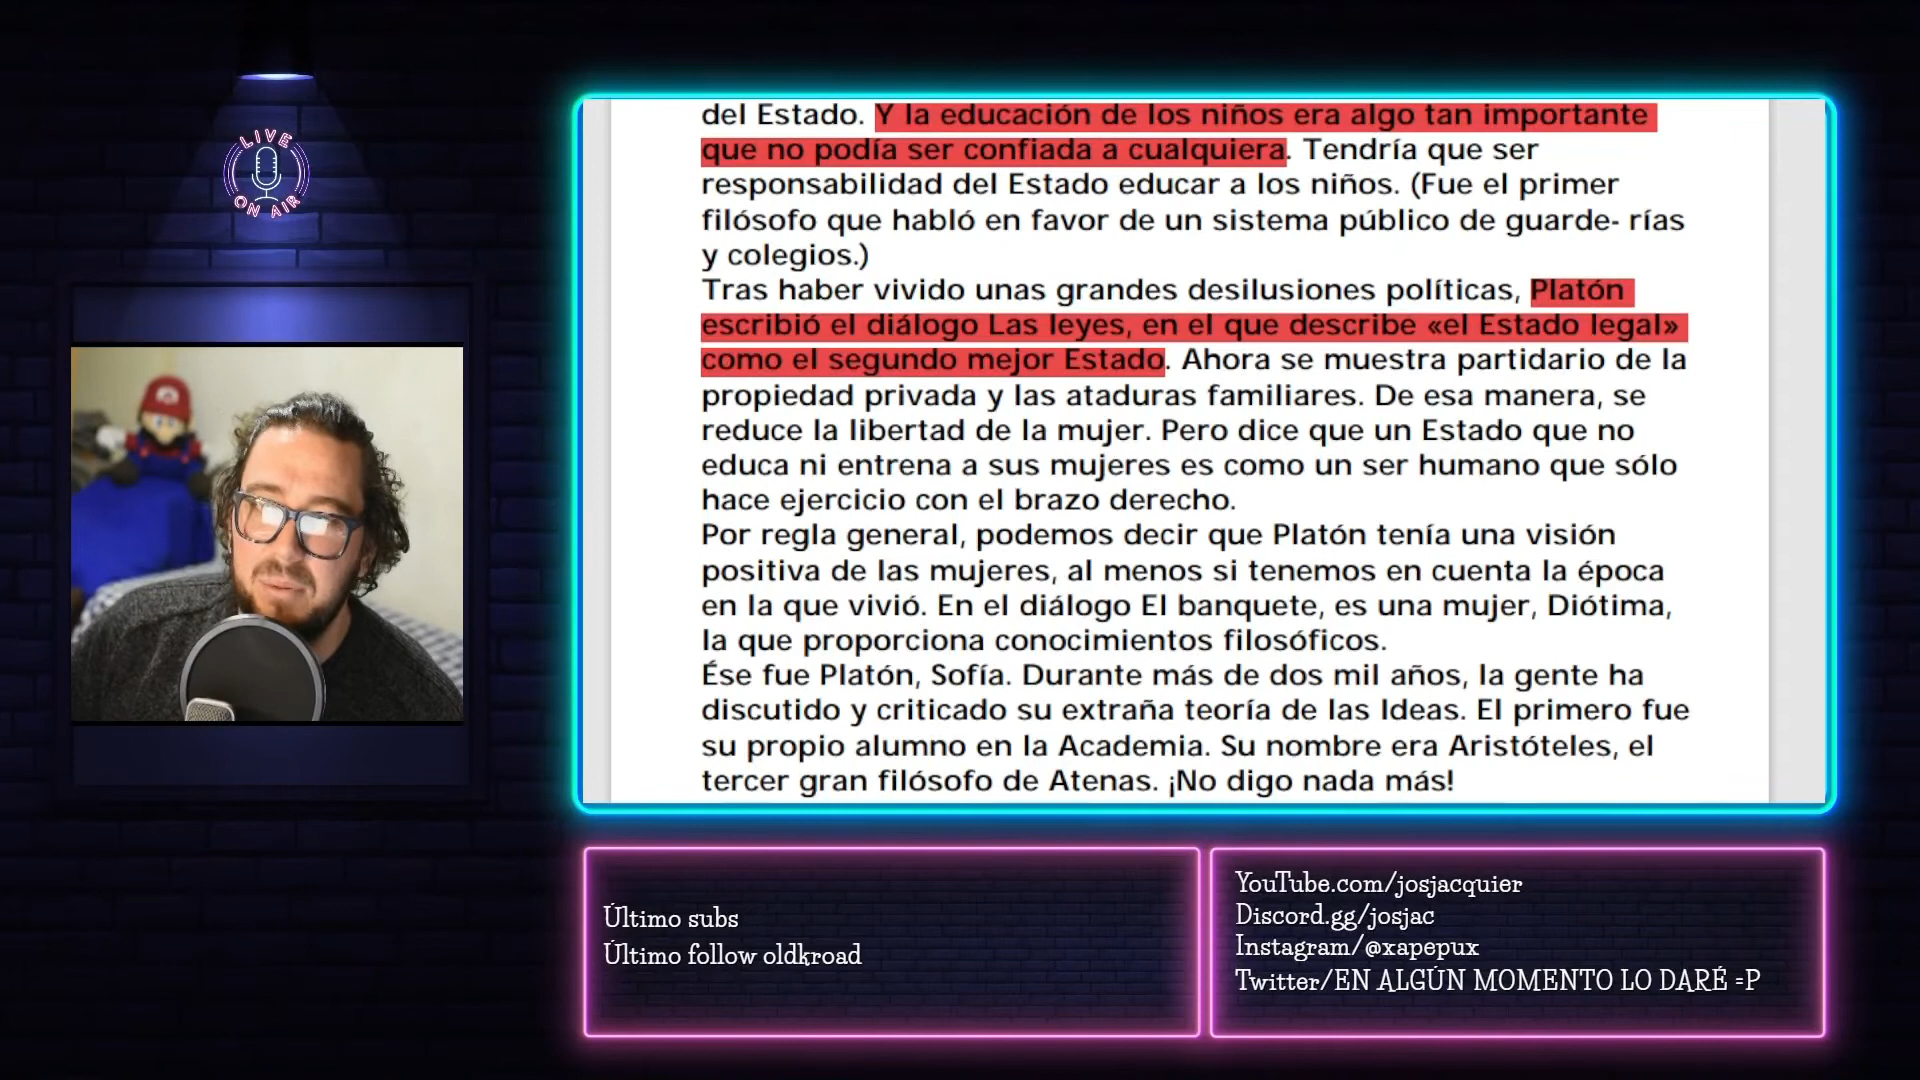 LIVE
ON AIR
del Estado. Y la educación de los niños era algo tan importante
que no podía ser confiada a cualquiera. Tendría que ser
responsabilidad del Estado educar a los niños. (Fue el primer
filósofo que habló en favor de un sistema público de guarde- rías
y colegios.)
Tras haber vivido unas grandes desilusiones políticas, Platón
escribió el diálogo Las leyes, en el que describe «el Estado legal»
como el segundo mejor Estado. Ahora se muestra partidario de la
propiedad privada y las ataduras familiares. De esa manera, se
reduce la libertad de la mujer. Pero dice que un Estado que no
educa ni entrena a sus mujeres es como un ser humano que sólo
hace ejercicio con el brazo derecho.
Por regla general, podemos decir que Platón tenía una visión
positiva de las mujeres, al menos si tenemos en cuenta la época
en la que vivió. En el diálogo El banquete, es una mujer, Diótima,
la que proporciona conocimientos filosóficos.
Ése fue Platón, Sofía. Durante más de dos mil años, la gente ha
discutido y criticado su extraña teoría de las Ideas. El primero fue
su propio alumno en la Academia. Su nombre era Aristóteles, el
tercer gran filósofo de Atenas. ¡No digo nada más!
Último subs
Último follow oldkroad
YouTube.com/josjacquier
Discord.gg/josjac
Instagram/@xapepux
Twitter/EN ALGÚN MOMENTO LO DARÉ =P